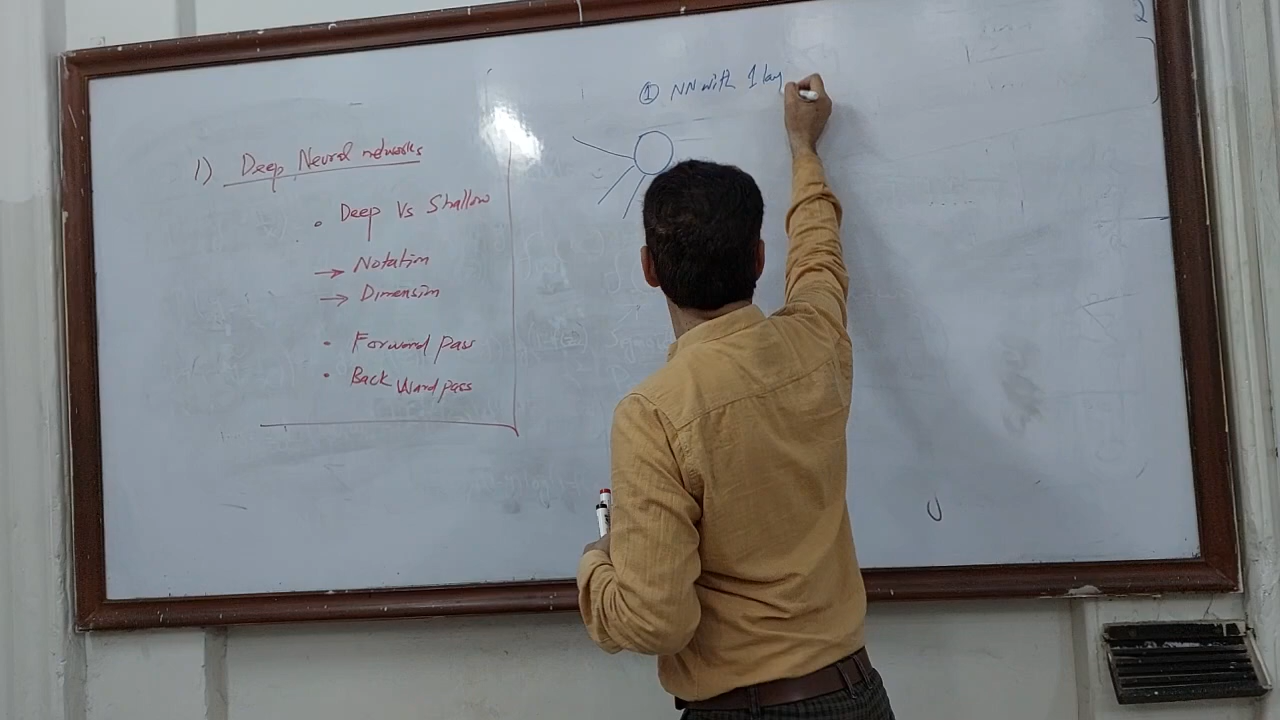 1) Deep Neural networks
• Deep Vs Shallow
→ Notation
→ Dimension
• Forward pass
• Back Ward pass
① NN with 1 lay
U
2